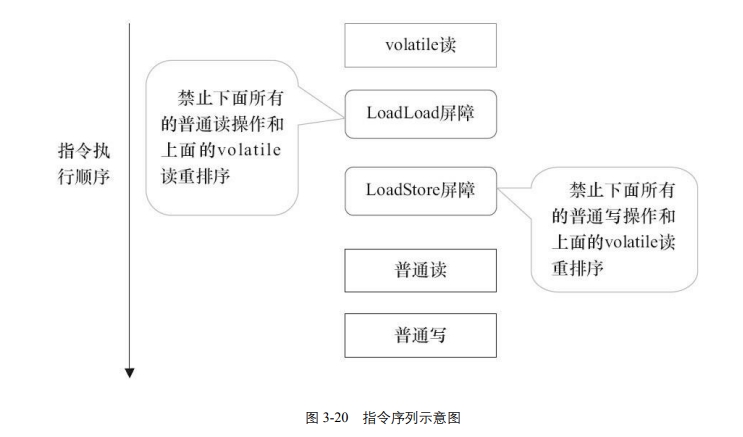 volatile读
禁止下面所有
的普通读操作和
上面的volatile
读重排序
LoadLoad屏障
指令执
行顺序
LoadStore屏障
禁止下面所有
的普通写操作和
上面的volatile读
重排序
普通读
普通写
图 3-20 指令序列示意图